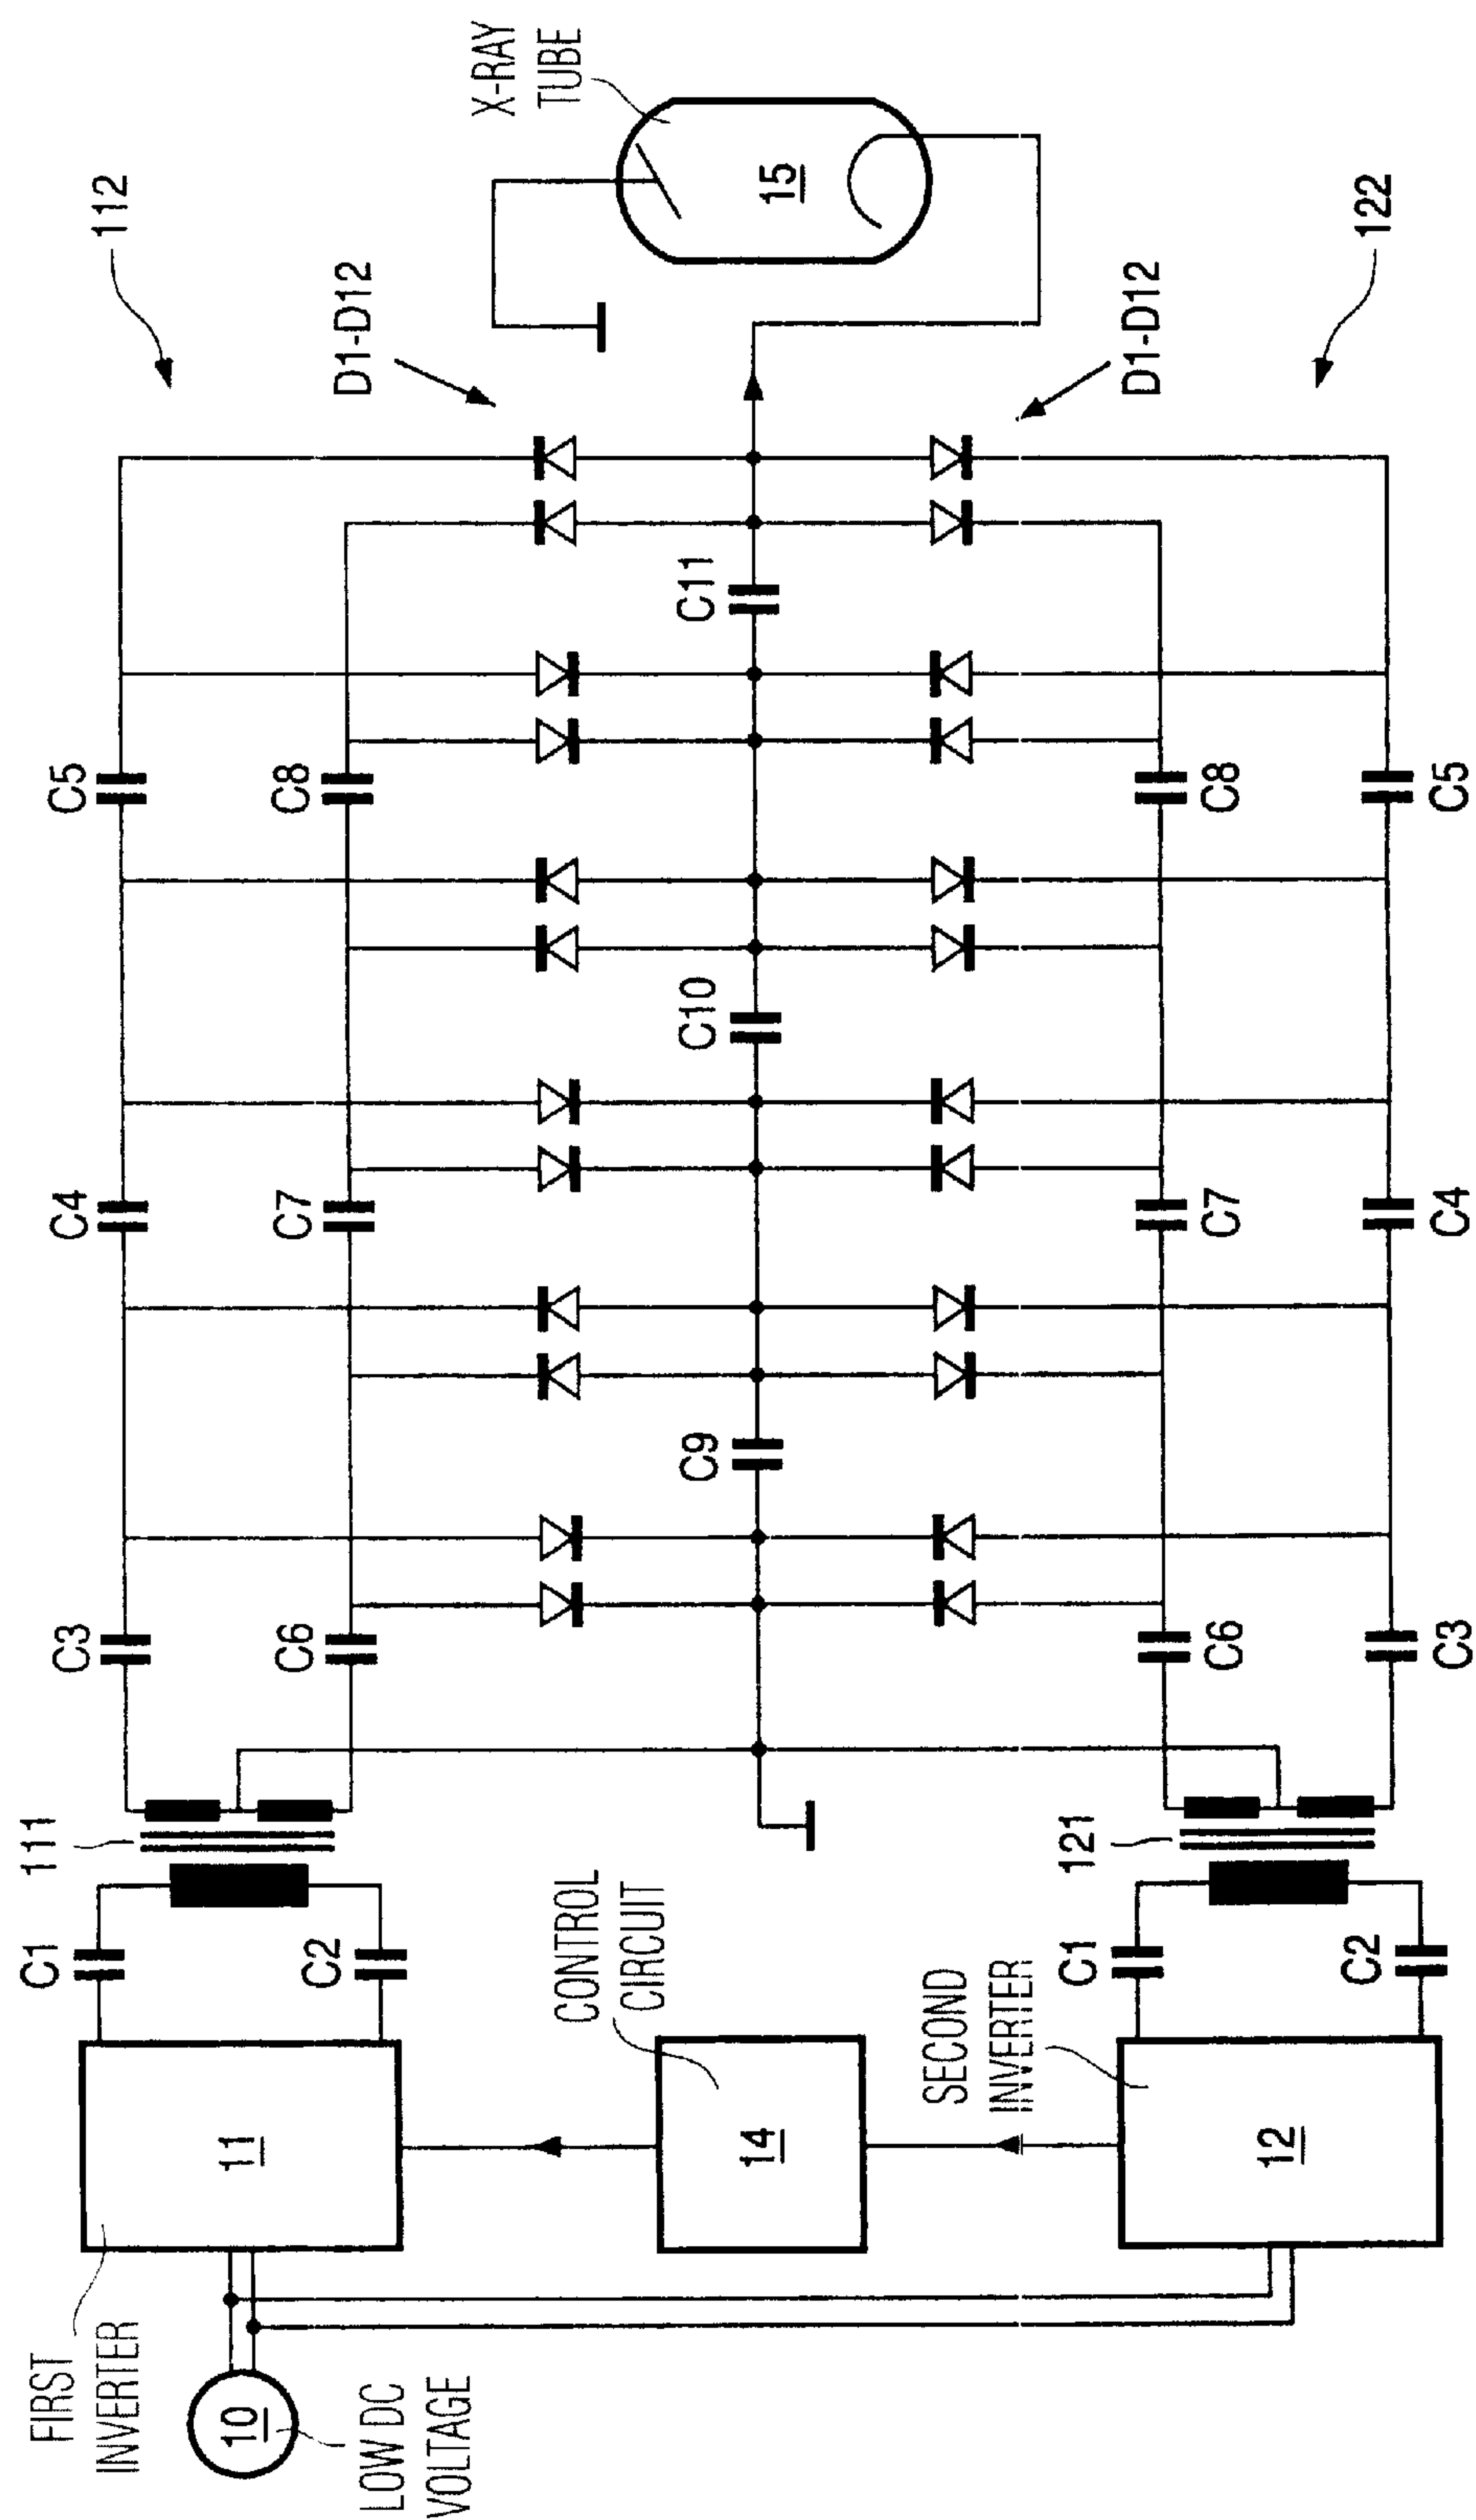 FIRST
INVERTER
10
LOW DC
VOLTAGE
11
C1
C2
111
CONTROL
CIRCUIT
14
SECOND
INVERTER
12
C1
C2
121
C3
C4
C5
112
C6
C7
C8
D1-D12
C9
C10
C11
X-RAY
TUBE
15
D1-D12
C6
C7
C8
122
C3
C4
C5